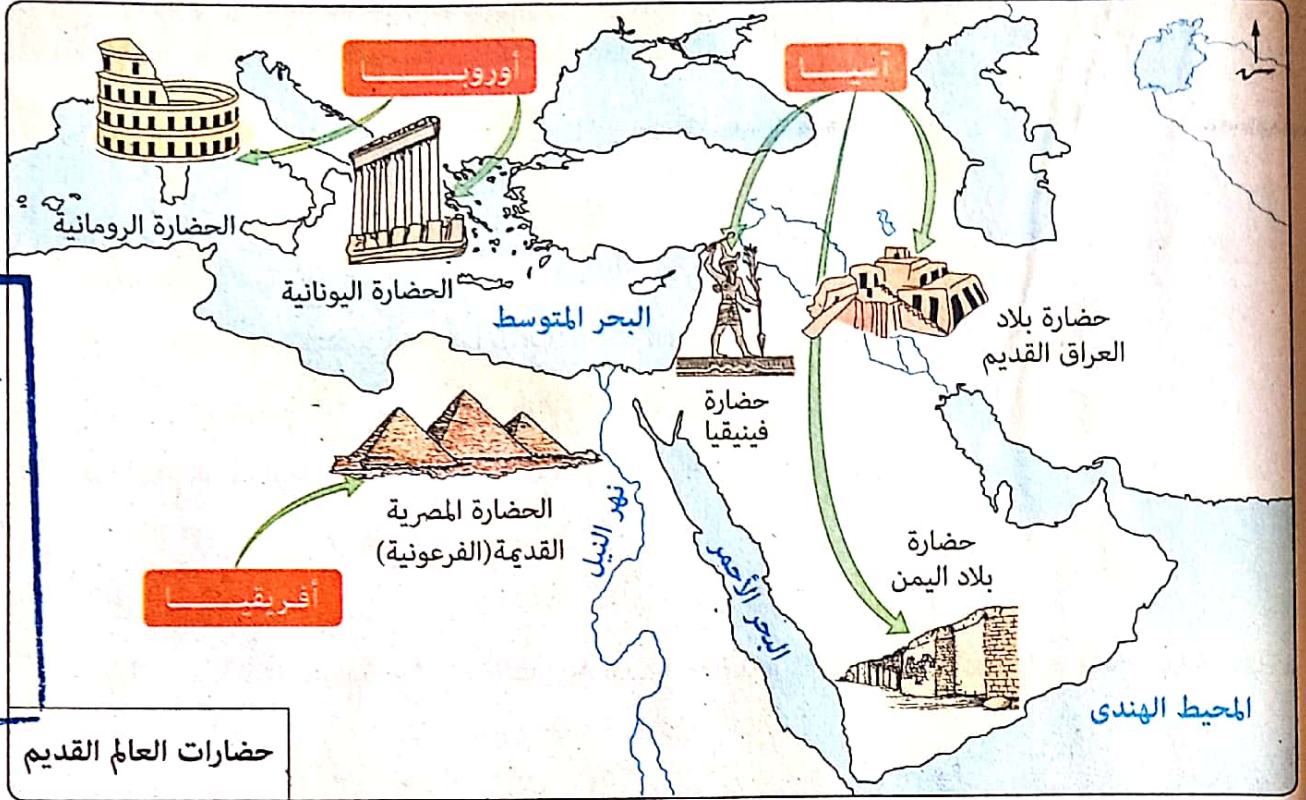 أوروبا
آسيا
الحضارة الرومانية
الحضارة اليونانية
البحر المتوسط
حضارة بلاد
العراق القديم
حضارة
فينيقيا
الحضارة المصرية
القديمة (الفرعونية)
نهر النيل
البحر الأحمر
حضارة
بلاد اليمن
أفريقيا
المحيط الهندى
حضارات العالم القديم